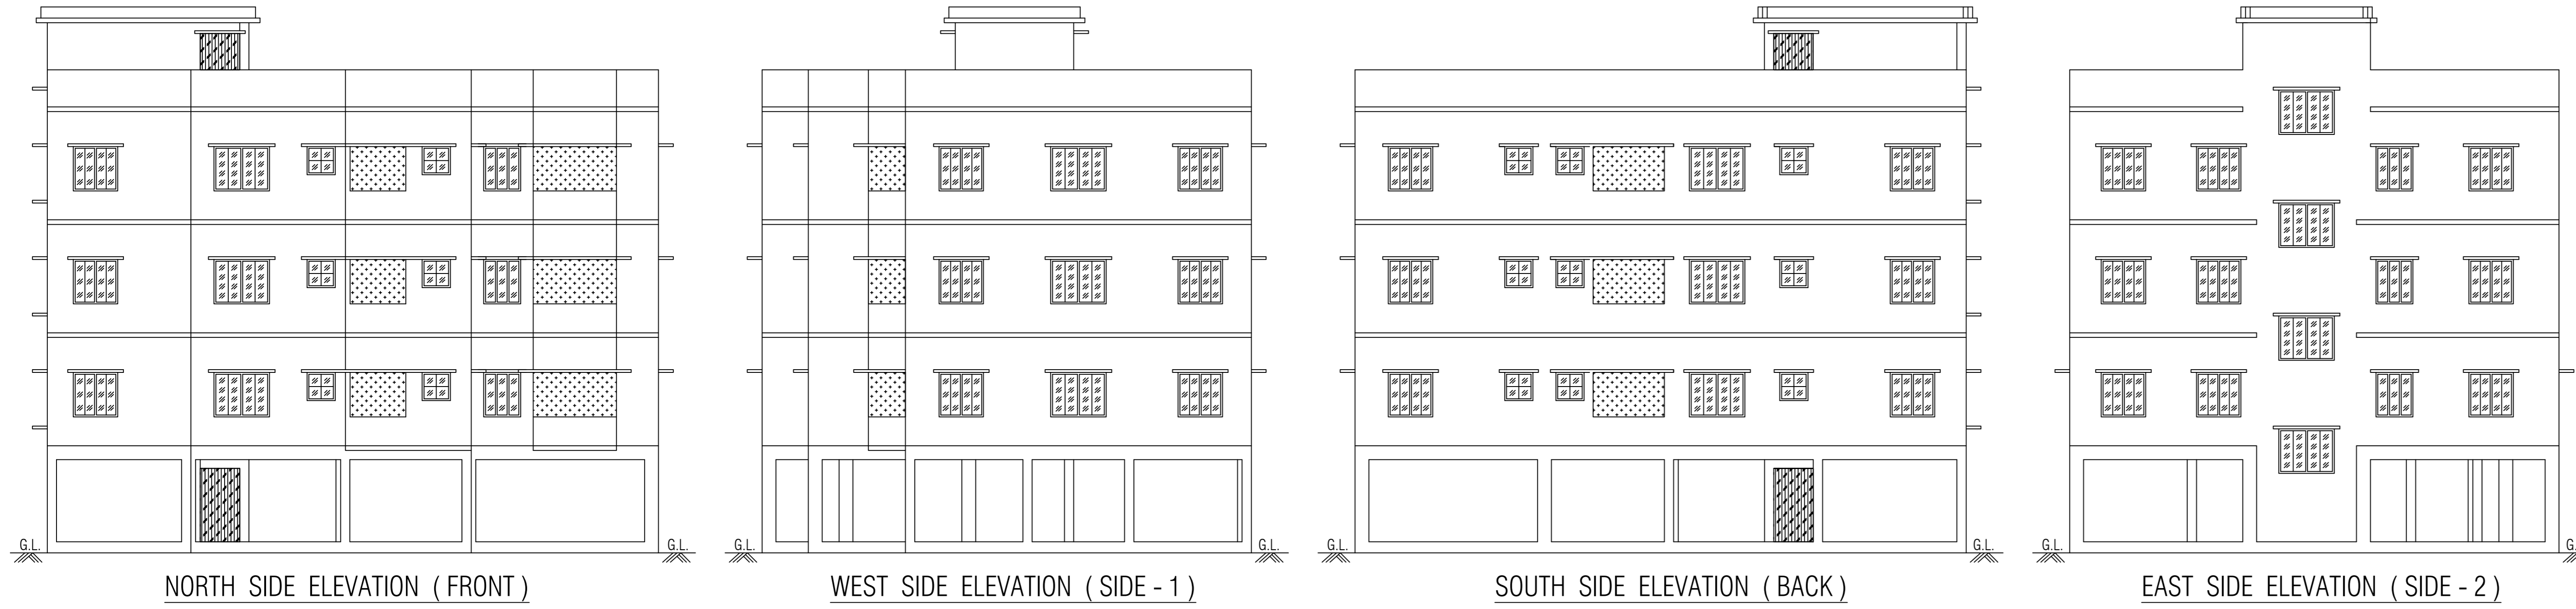 G.L.
G.L.
G.L.
G.L.
G.L.
G.L.
G.L.
NORTH SIDE ELEVATION ( FRONT )
WEST SIDE ELEVATION ( SIDE - 1 )
SOUTH SIDE ELEVATION ( BACK )
EAST SIDE ELEVATION ( SIDE - 2 )